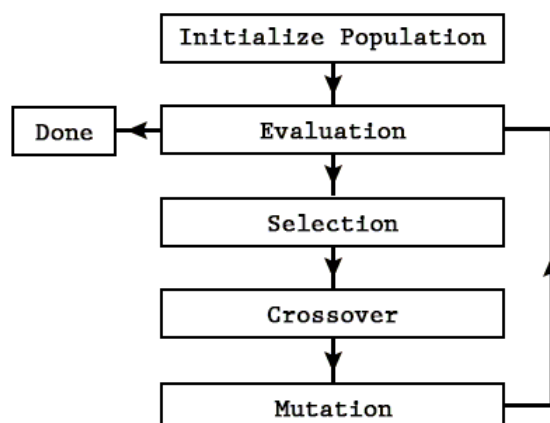 Initialize Population
Done
Evaluation
Selection
Crossover
Mutation